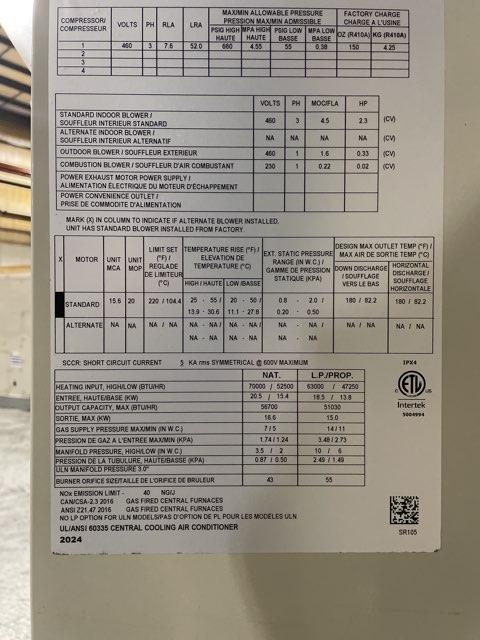 COMPRESSOR/ COMPRESSEUR VOLTS PH RLA LRA MAX/MIN ALLOWABLE PRESSURE PRESSION MAX/MIN ADMISSIBLE FACTORY CHARGE CHARGE A L'USINE
PSIG HIGH HAUTE MPA HIGH HAUTE PSIG LOW BASSE MPA LOW BASSE OZ (R410A) KG (R410A)
1 460 3 7.6 52.0 660 4.55 55 0.38 150 4.25
2
3
4
VOLTS PH MOC/FLA HP
STANDARD INDOOR BLOWER / SOUFFLEUR INTERIEUR STANDARD 460 3 4.5 2.3 (CV)
ALTERNATE INDOOR BLOWER / SOUFFLEUR INTERIEUR ALTERNATIF NA NA NA NA (CV)
OUTDOOR BLOWER / SOUFFLEUR EXTERIEUR 460 1 1.6 0.33 (CV)
COMBUSTION BLOWER / SOUFFLEUR D'AIR COMBUSTANT 230 1 0.22 0.02 (CV)
POWER EXHAUST MOTOR POWER SUPPLY /
ALIMENTATION ÉLECTRIQUE DU MOTEUR D'ÉCHAPPEMENT
POWER CONVENIENCE OUTLET /
PRISE DE COMMODITE D'ALIMENTATION
MARK (X) IN COLUMN TO INDICATE IF ALTERNATE BLOWER INSTALLED.
UNIT HAS STANDARD BLOWER INSTALLED FROM FACTORY.
X MOTOR UNIT MCA UNIT MOP LIMIT SET (°F) / REGLADE DE LIMITEUR (°C) TEMPERATURE RISE (°F) / ELEVATION DE TEMPERATURE (°C) EXT. STATIC PRESSURE RANGE (IN W.C.) / GAMME DE PRESSION STATIQUE (KPA) DESIGN MAX OUTLET TEMP (°F) / MAX AIR DE SORTIE TEMP (°C)
HIGH / HAUTE LOW /BASSE DOWN DISCHARGE / SOUFFLAGE VERS LE BAS HORIZONTAL DISCHARGE / SOUFFLAGE HORIZONTALE
STANDARD 15.6 20 220 / 104.4 25 - 55 / 20 - 50 / 0.8 - 2.0 / 180 / 82.2 180 / 82.2
13.9 - 30.6 11.1 - 27.8 0.20 - 0.50
ALTERNATE NA NA NA / NA NA - NA / NA - NA / NA - NA / NA / NA NA / NA
NA - NA NA - NA NA - NA
SCCR: SHORT CIRCUIT CURRENT 5 KA rms SYMMETRICAL @ 600V MAXIMUM
IPX4
NAT. L.P./PROP.
HEATING INPUT, HIGH/LOW (BTU/HR) 70000 / 52500 63000 / 47250
ENTREE, HAUTE/BASE (KW) 20.5 / 15.4 18.5 / 13.8
OUTPUT CAPACITY, MAX (BTU/HR) 56700 51030
SORTIE, MAX (KW) 16.6 15.0
GAS SUPPLY PRESSURE MAX/MIN (IN W.C.) 7 / 5 14 / 11
PRESSION DE GAZ A L'ENTREE MAX/MIN (KPA) 1.74 / 1.24 3.48 / 2.73
MANIFOLD PRESSURE, HIGH/LOW (IN W.C.) 3.5 / 2 10 / 6
PRESSION DE LA TUBULURE, HAUTE/BASSE (KPA) 0.87 / 0.50 2.49 / 1.49
ULN MANIFOLD PRESSURE 3.0"
BURNER ORIFICE SIZE/TAILLE DE L'ORIFICE DE BRULEUR 43 55
C ETL US
Intertek
5004994
NOx EMISSION LIMIT - 40 NG/J
CAN/CSA-2.3 2016 GAS FIRED CENTRAL FURNACES
ANSI Z21.47 2016 GAS FIRED CENTRAL FURNACES
NO LP OPTION FOR ULN MODELS/PAS D'OPTION DE PL POUR LES MODÈLES ULN
UL/ANSI 60335 CENTRAL COOLING AIR CONDITIONER
2024
SR105